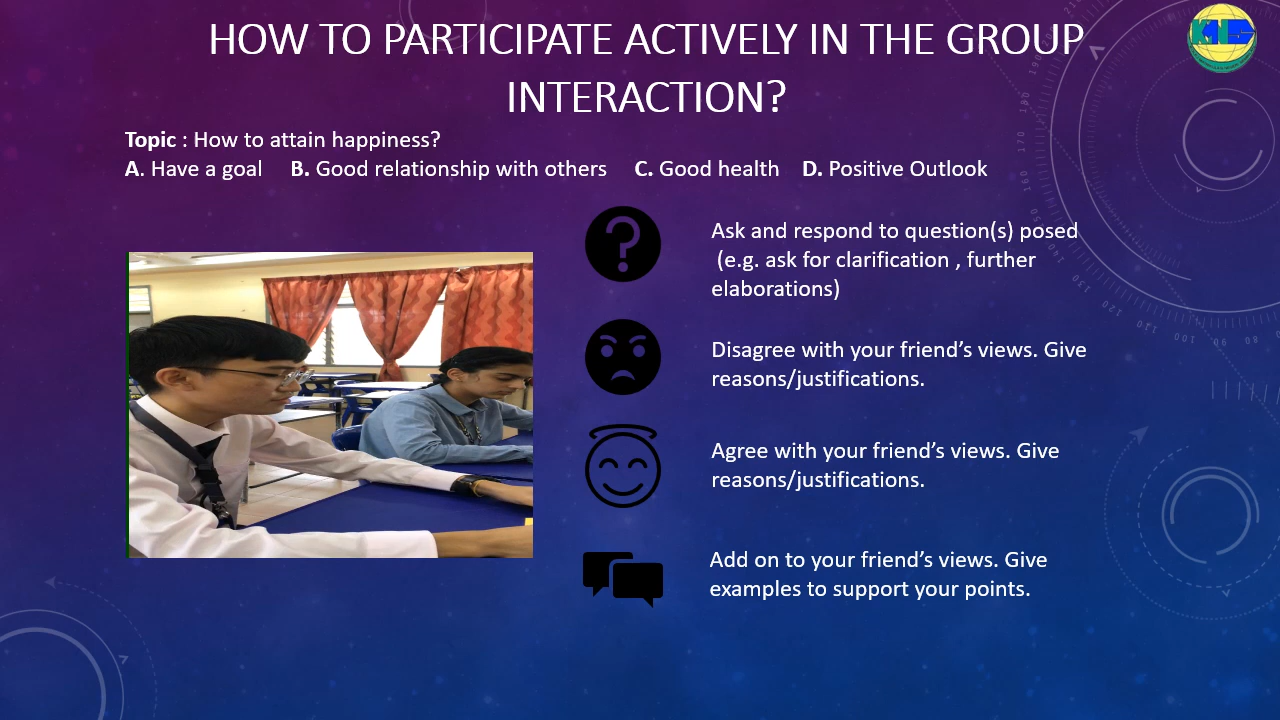 HOW TO PARTICIPATE ACTIVELY IN THE GROUP
INTERACTION?
Topic : How to attain happiness?
A. Have a goal B. Good relationship with others C. Good health D. Positive Outlook
Ask and respond to question(s) posed
(e.g. ask for clarification , further
elaborations)
Disagree with your friend's views. Give
reasons/justifications.
Agree with your friend's views. Give
reasons/justifications.
Add on to your friend's views. Give
examples to support your points.